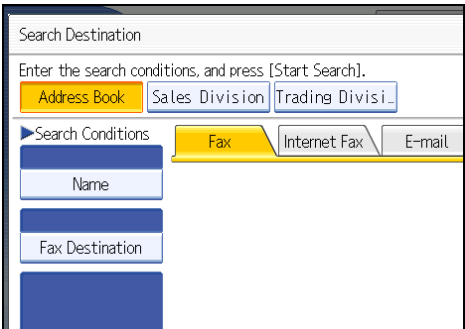 Search Destination
Enter the search conditions, and press [Start Search].
Address Book Sales Division Trading Divisi...
▶Search Conditions Fax Internet Fax E-mail
Name
Fax Destination